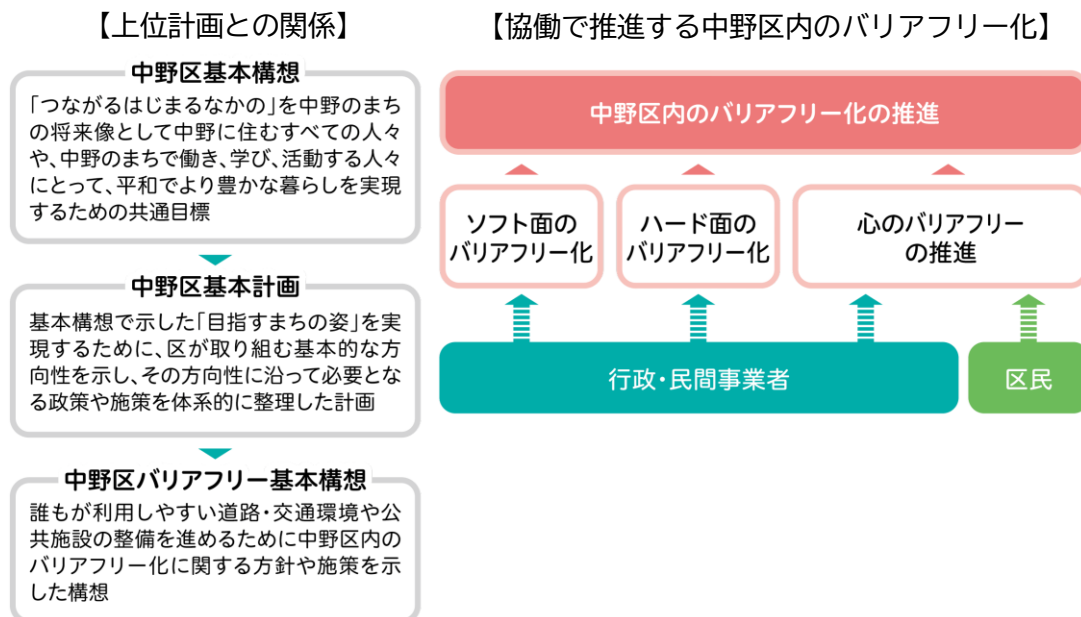 【上位計画との関係】
中野区基本構想
「つながるはじまるなかの」を中野のまち
の将来像として中野に住むすべての人々
や、中野のまちで働き、学び、活動する人々
にとって、平和でより豊かな暮らしを実現
するための共通目標
中野区基本計画
基本構想で示した「目指すまちの姿」を実
現するために、区が取り組む基本的な方
向性を示し、その方向性に沿って必要とな
る政策や施策を体系的に整理した計画
中野区バリアフリー基本構想
誰もが利用しやすい道路・交通環境や公
共施設の整備を進めるために中野区内の
バリアフリー化に関する方針や施策を示
した構想
【協働で推進する中野区内のバリアフリー化】
中野区内のバリアフリー化の推進
ソフト面の
バリアフリー化
ハード面の
バリアフリー化
心のバリアフリー
の推進
行政・民間事業者
区民